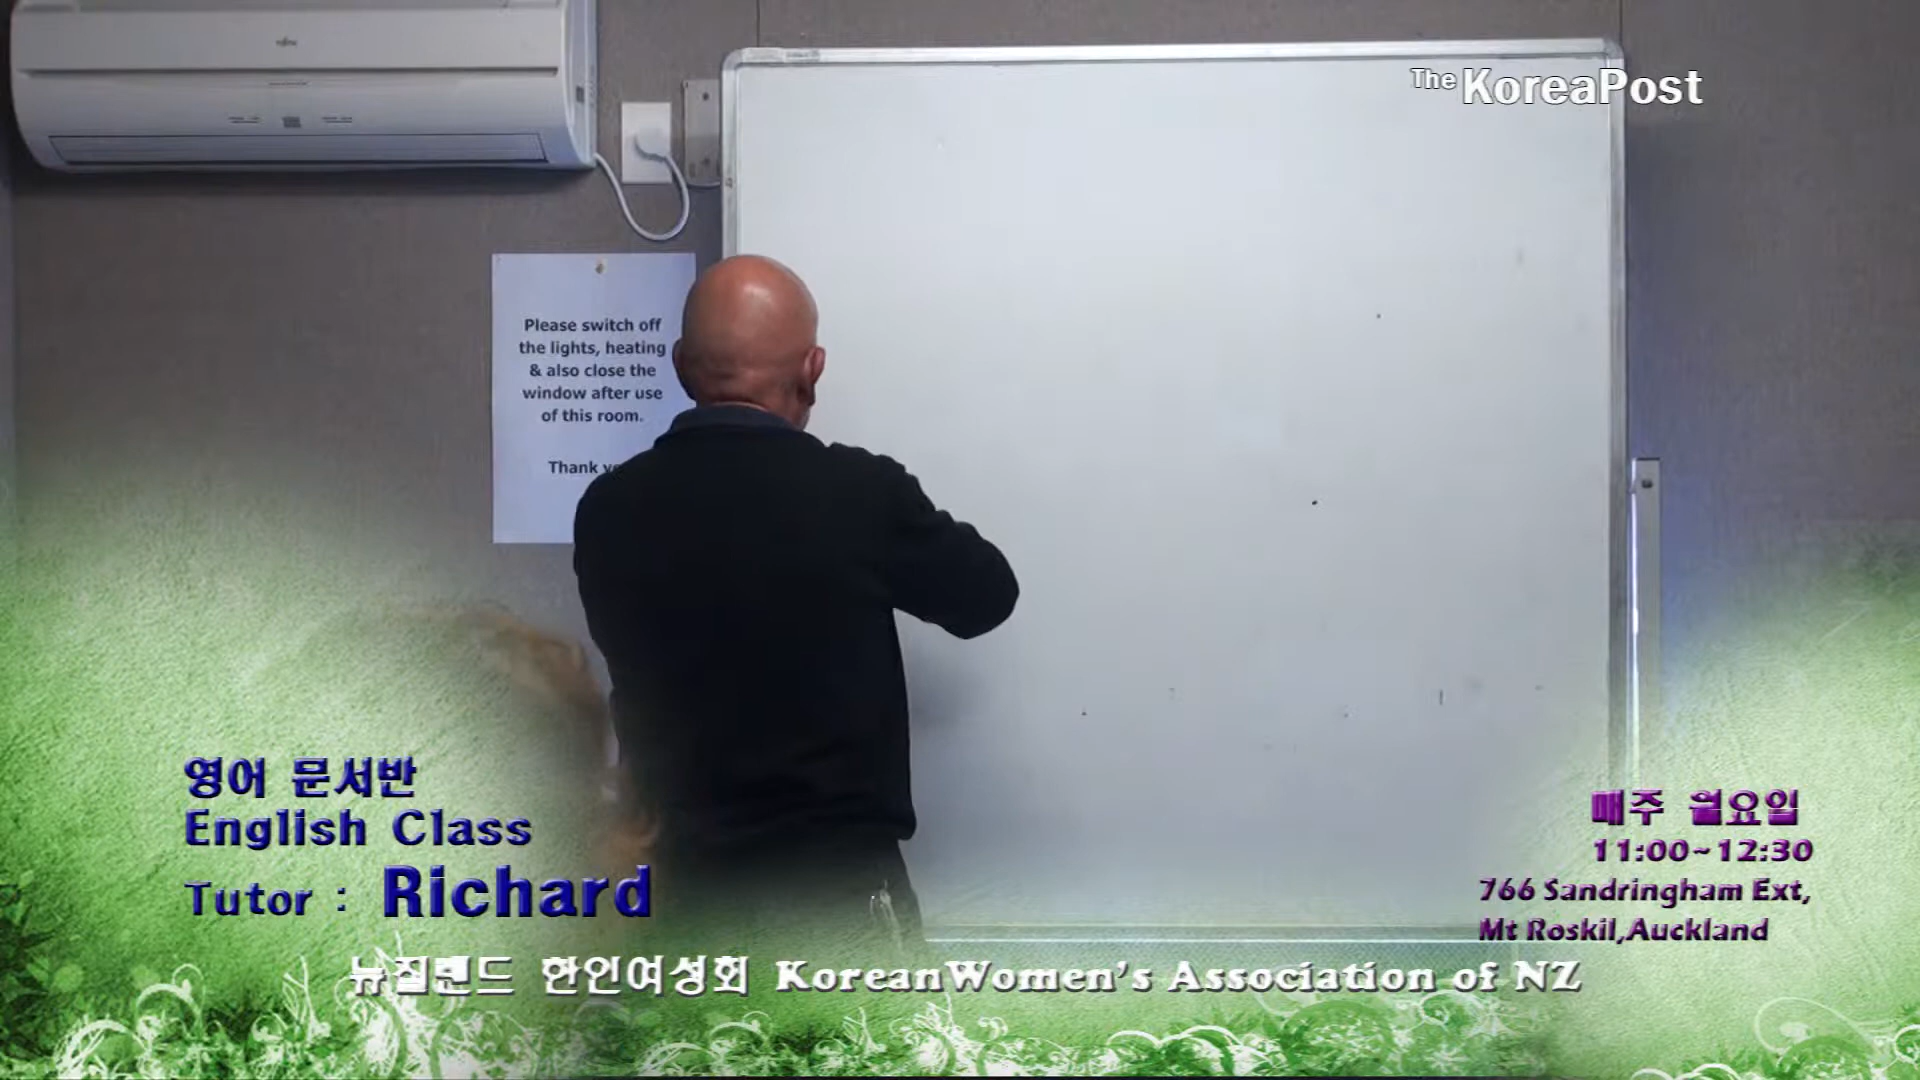 The KoreaPost
Please switch off
the lights, heating
& also close the
window after use
of this room.
Thank
영어 문서반
English Class
Tutor : Richard
매주 월요일
11:00~12:30
766 Sandringham Ext,
Mt Roskil,Auckland
뉴질랜드 한인여성회 KoreanWomen's Association of NZ